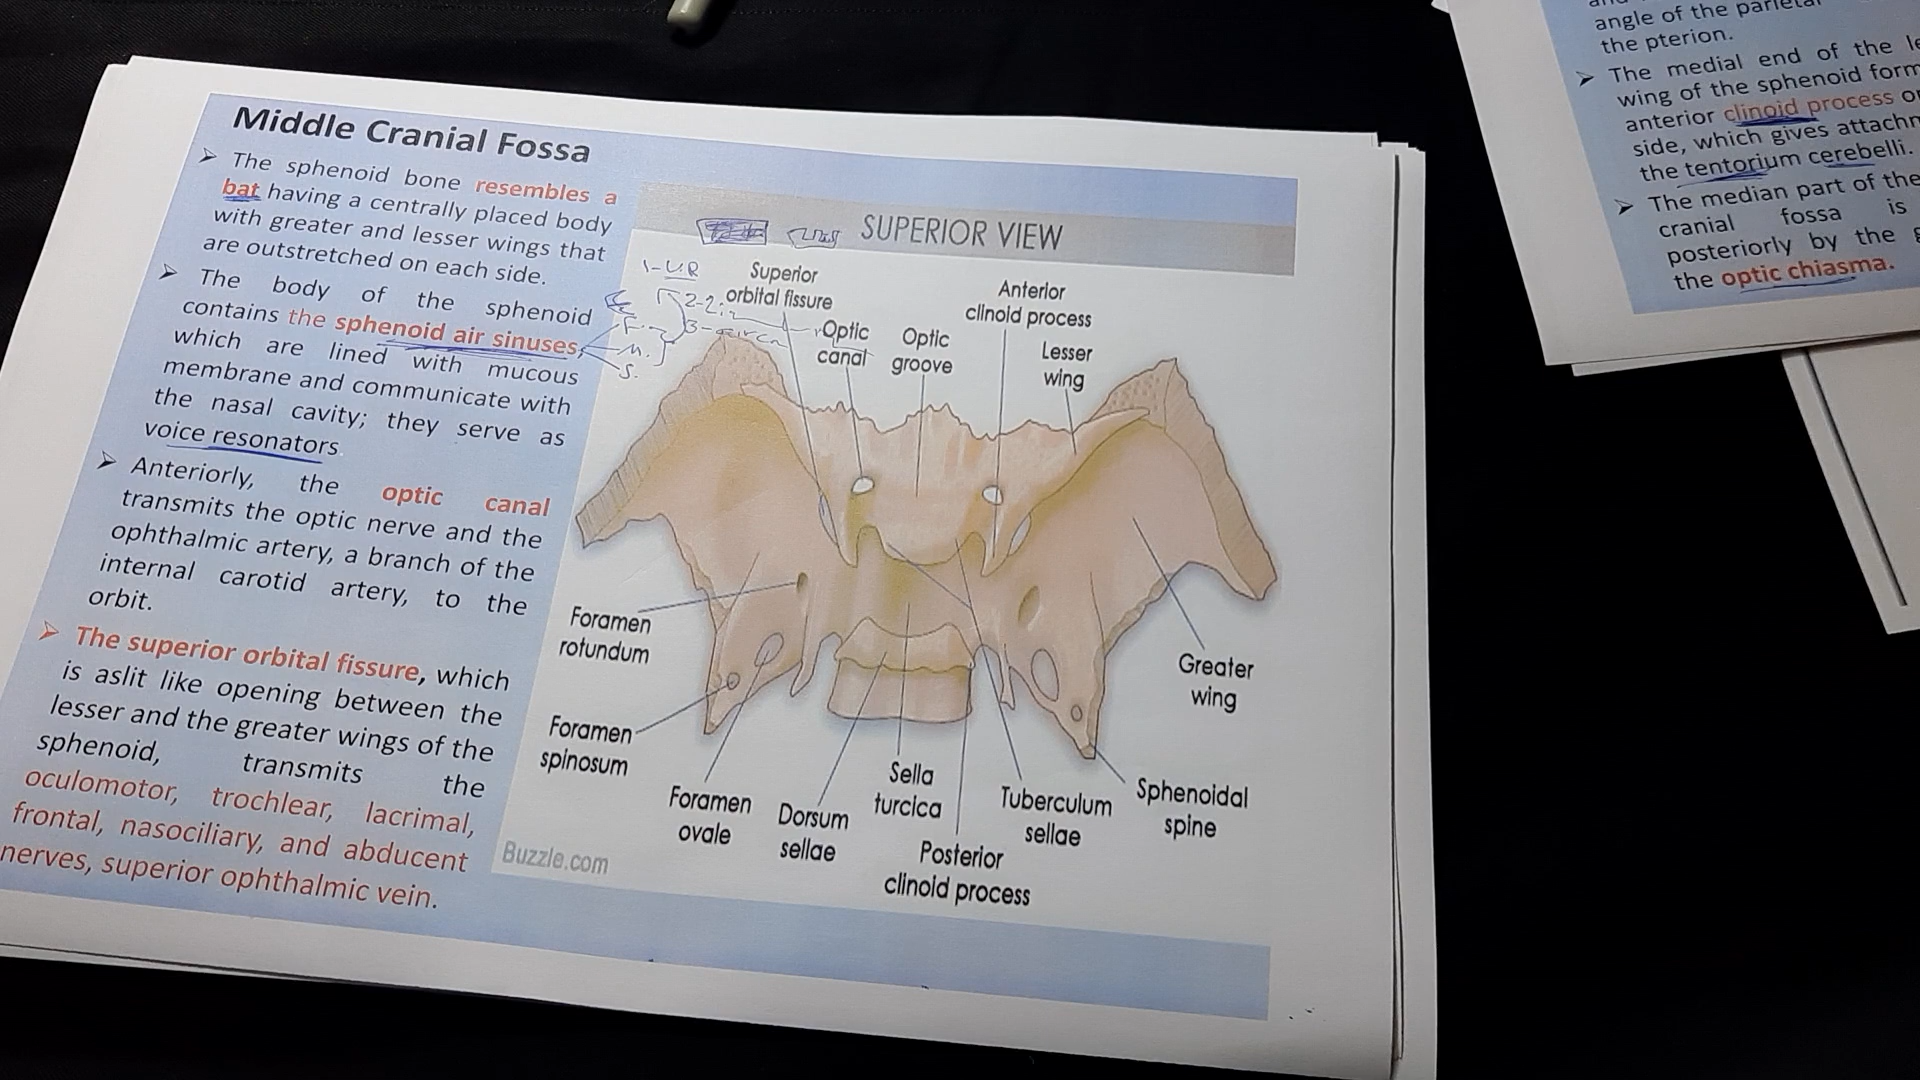 Middle Cranial Fossa
➢ The sphenoid bone resembles a
bat having a centrally placed body
with greater and lesser wings that
are outstretched on each side.
➢ The body of the sphenoid
contains the sphenoid air sinuses,
which are lined with mucous
membrane and communicate with
the nasal cavity; they serve as
voice resonators.
➢ Anteriorly, the optic canal
transmits the optic nerve and the
ophthalmic artery, a branch of the
internal carotid artery, to the
orbit.
➢ The superior orbital fissure, which
is aslit like opening between the
lesser and the greater wings of the
sphenoid, transmits the
oculomotor, trochlear, lacrimal,
frontal, nasociliary, and abducent
nerves, superior ophthalmic vein.
SUPERIOR VIEW
1-V.R
F.
M.
S.
Superior
orbital fissure
Optic
canal
Optic
groove
Anterior
clinoid process
Lesser
wing
Foramen
rotundum
Foramen
spinosum
Foramen
ovale
Dorsum
sellae
Sella
turcica
Posterior
clinoid process
Tuberculum
sellae
Sphenoidal
spine
Greater
wing
Buzzle.com
angle of the parietal
the pterion.
➢ The medial end of the
wing of the sphenoid form
anterior clinoid process
side, which gives
the tentorium cerebelli.
➢ The median part of the
cranial fossa is
posteriorly by the
the optic chiasma.